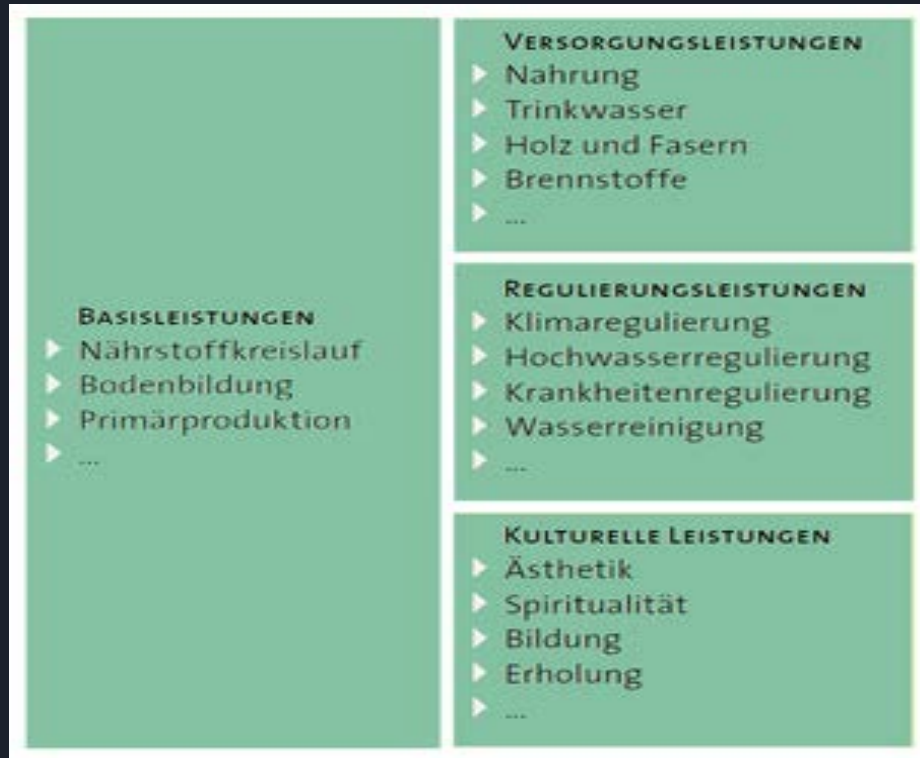 BASISLEISTUNGEN
Nährstoffkreislauf
Bodenbildung
Primärproduktion
...
VERSORGUNGSLEISTUNGEN
Nahrung
Trinkwasser
Holz und Fasern
Brennstoffe
...
REGULIERUNGSLEISTUNGEN
Klimaregulierung
Hochwasserregulierung
Krankheitenregulierung
Wasserreinigung
...
KULTURELLE LEISTUNGEN
Ästhetik
Spiritualität
Bildung
Erholung
...